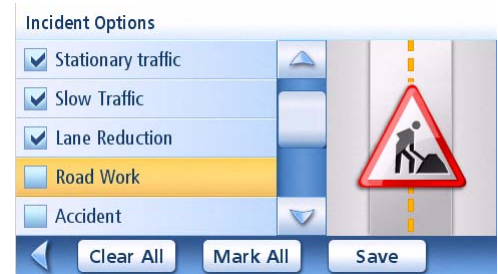 Incident Options
Stationary traffic
Slow Traffic
Lane Reduction
Road Work
Accident
Clear All Mark All Save